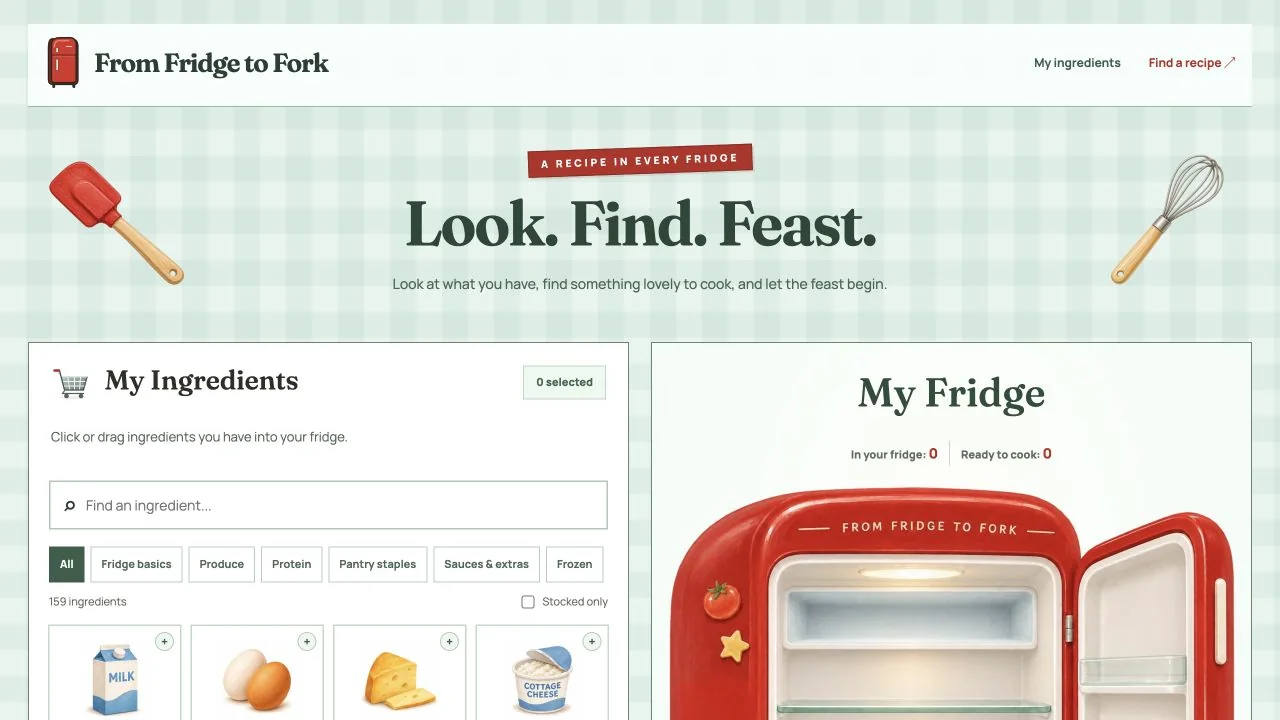 From Fridge to Fork
My ingredients
Find a recipe ↗
A RECIPE IN EVERY FRIDGE
Look. Find. Feast.
Look at what you have, find something lovely to cook, and let the feast begin.
My Ingredients
0 selected
Click or drag ingredients you have into your fridge.
Find an ingredient...
All
Fridge basics
Produce
Protein
Pantry staples
Sauces & extras
Frozen
159 ingredients
Stocked only
+
+
+
+
MILK
COTTAGE
CHEESE
My Fridge
In your fridge: 0
Ready to cook: 0
FROM FRIDGE TO FORK